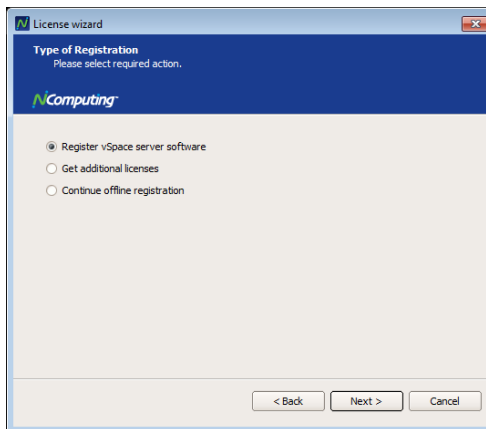 License wizard
Type of Registration
Please select required action.
NComputing™
Register vSpace server software
Get additional licenses
Continue offline registration
< Back Next > Cancel